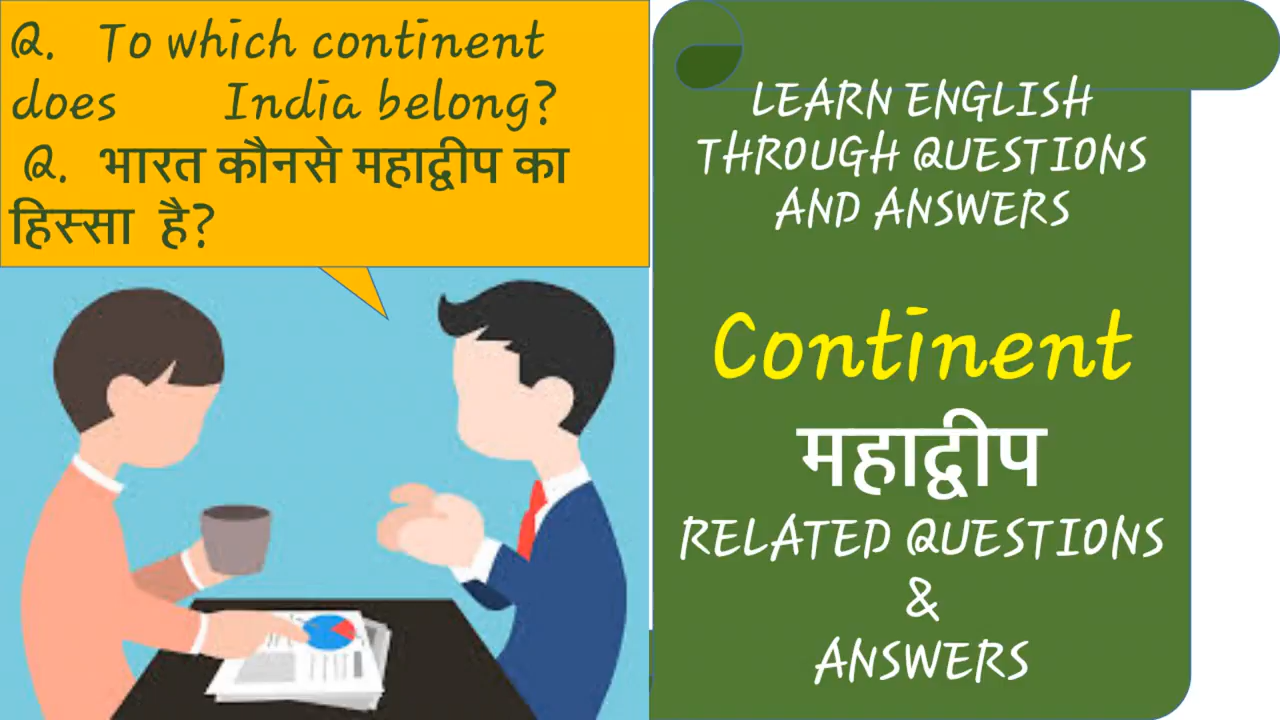 Q. To which continent
does India belong?
Q. भारत कौनसे महाद्वीप का
हिस्सा है?
LEARN ENGLISH
THROUGH QUESTIONS
AND ANSWERS
Continent
महाद्वीप
RELATED QUESTIONS
&
ANSWERS